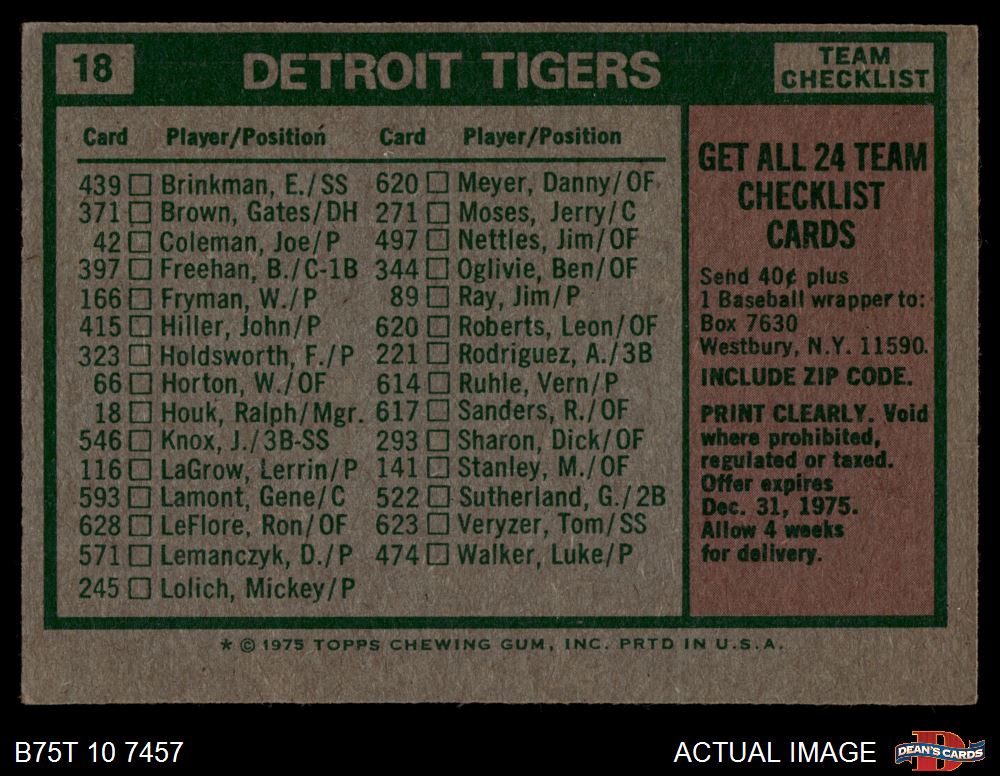 18
DETROIT TIGERS
TEAM
CHECKLIST
Card Player/Position Card Player/Position
439 Brinkman, E./SS 620 Meyer, Danny/OF
371 Brown, Gates/DH 271 Moses, Jerry/C
42 Coleman, Joe/P 497 Nettles, Jim/OF
397 Freehan, B./C-1B 344 Oglivie, Ben/OF
166 Fryman, W./P 89 Ray, Jim/P
415 Hiller, John/P 620 Roberts, Leon/OF
323 Holdsworth, F./P 221 Rodriguez, A./3B
66 Horton, W./OF 614 Ruhle, Vern/P
18 Houk, Ralph/Mgr. 617 Sanders, R./OF
546 Knox, J./3B-SS 293 Sharon, Dick/OF
116 LaGrow, Lerrin/P 141 Stanley, M./OF
593 Lamont, Gene/C 522 Sutherland, G./2B
628 LeFlore, Ron/OF 623 Veryzer, Tom/SS
571 Lemanczyk, D./P 474 Walker, Luke/P
245 Lolich, Mickey/P
GET ALL 24 TEAM
CHECKLIST
CARDS
Send 40¢ plus
1 Baseball wrapper to:
Box 7630
Westbury, N.Y. 11590.
INCLUDE ZIP CODE.
PRINT CLEARLY. Void
where prohibited,
regulated or taxed.
Offer expires
Dec. 31, 1975.
Allow 4 weeks
for delivery.
* © 1975 TOPPS CHEWING GUM, INC. PRTD IN U.S.A.
B75T 10 7457
ACTUAL IMAGE
D
DEAN'S CARDS